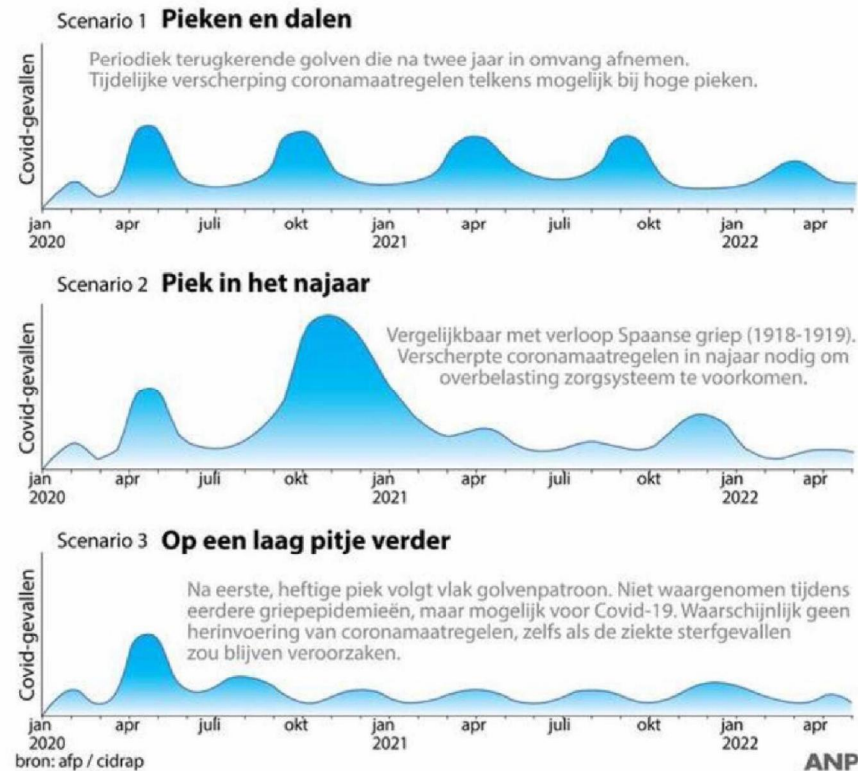 Scenario 1 Pieken en dalen
Periodiek terugkerende golven die na twee jaar in omvang afnemen.
Tijdelijke verscherping coronamaatregelen telkens mogelijk bij hoge pieken.
Covid-gevallen
jan apr juli okt jan apr juli okt jan apr
2020 2021 2022
Scenario 2 Piek in het najaar
Vergelijkbaar met verloop Spaanse griep (1918-1919).
Verscherpte coronamaatregelen in najaar nodig om
overbelasting zorgsysteem te voorkomen.
Covid-gevallen
jan apr juli okt jan apr juli okt jan apr
2020 2021 2022
Scenario 3 Op een laag pitje verder
Na eerste, heftige piek volgt vlak golvenpatroon. Niet waargenomen tijdens
eerdere griepepidemieën, maar mogelijk voor Covid-19. Waarschijnlijk geen
herinvoering van coronamaatregelen, zelfs als de ziekte sterfgevallen
zou blijven veroorzaken.
Covid-gevallen
jan apr juli okt jan apr juli okt jan apr
2020 2021 2022
bron: afp / cidrap
ANP